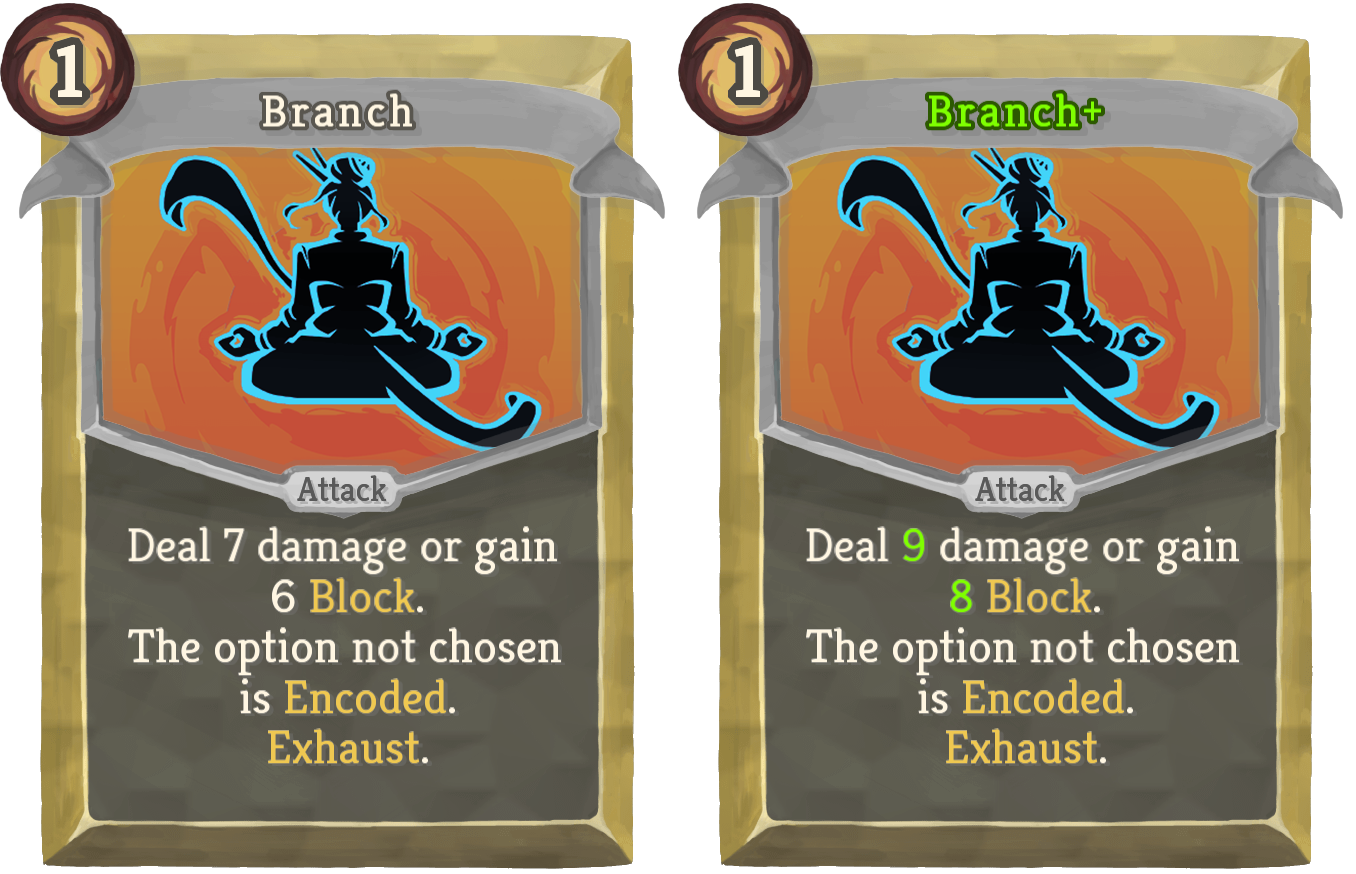 1
Branch
Attack
Deal 7 damage or gain
6 Block.
The option not chosen
is Encoded.
Exhaust.
1
Branch+
Attack
Deal 9 damage or gain
8 Block.
The option not chosen
is Encoded.
Exhaust.